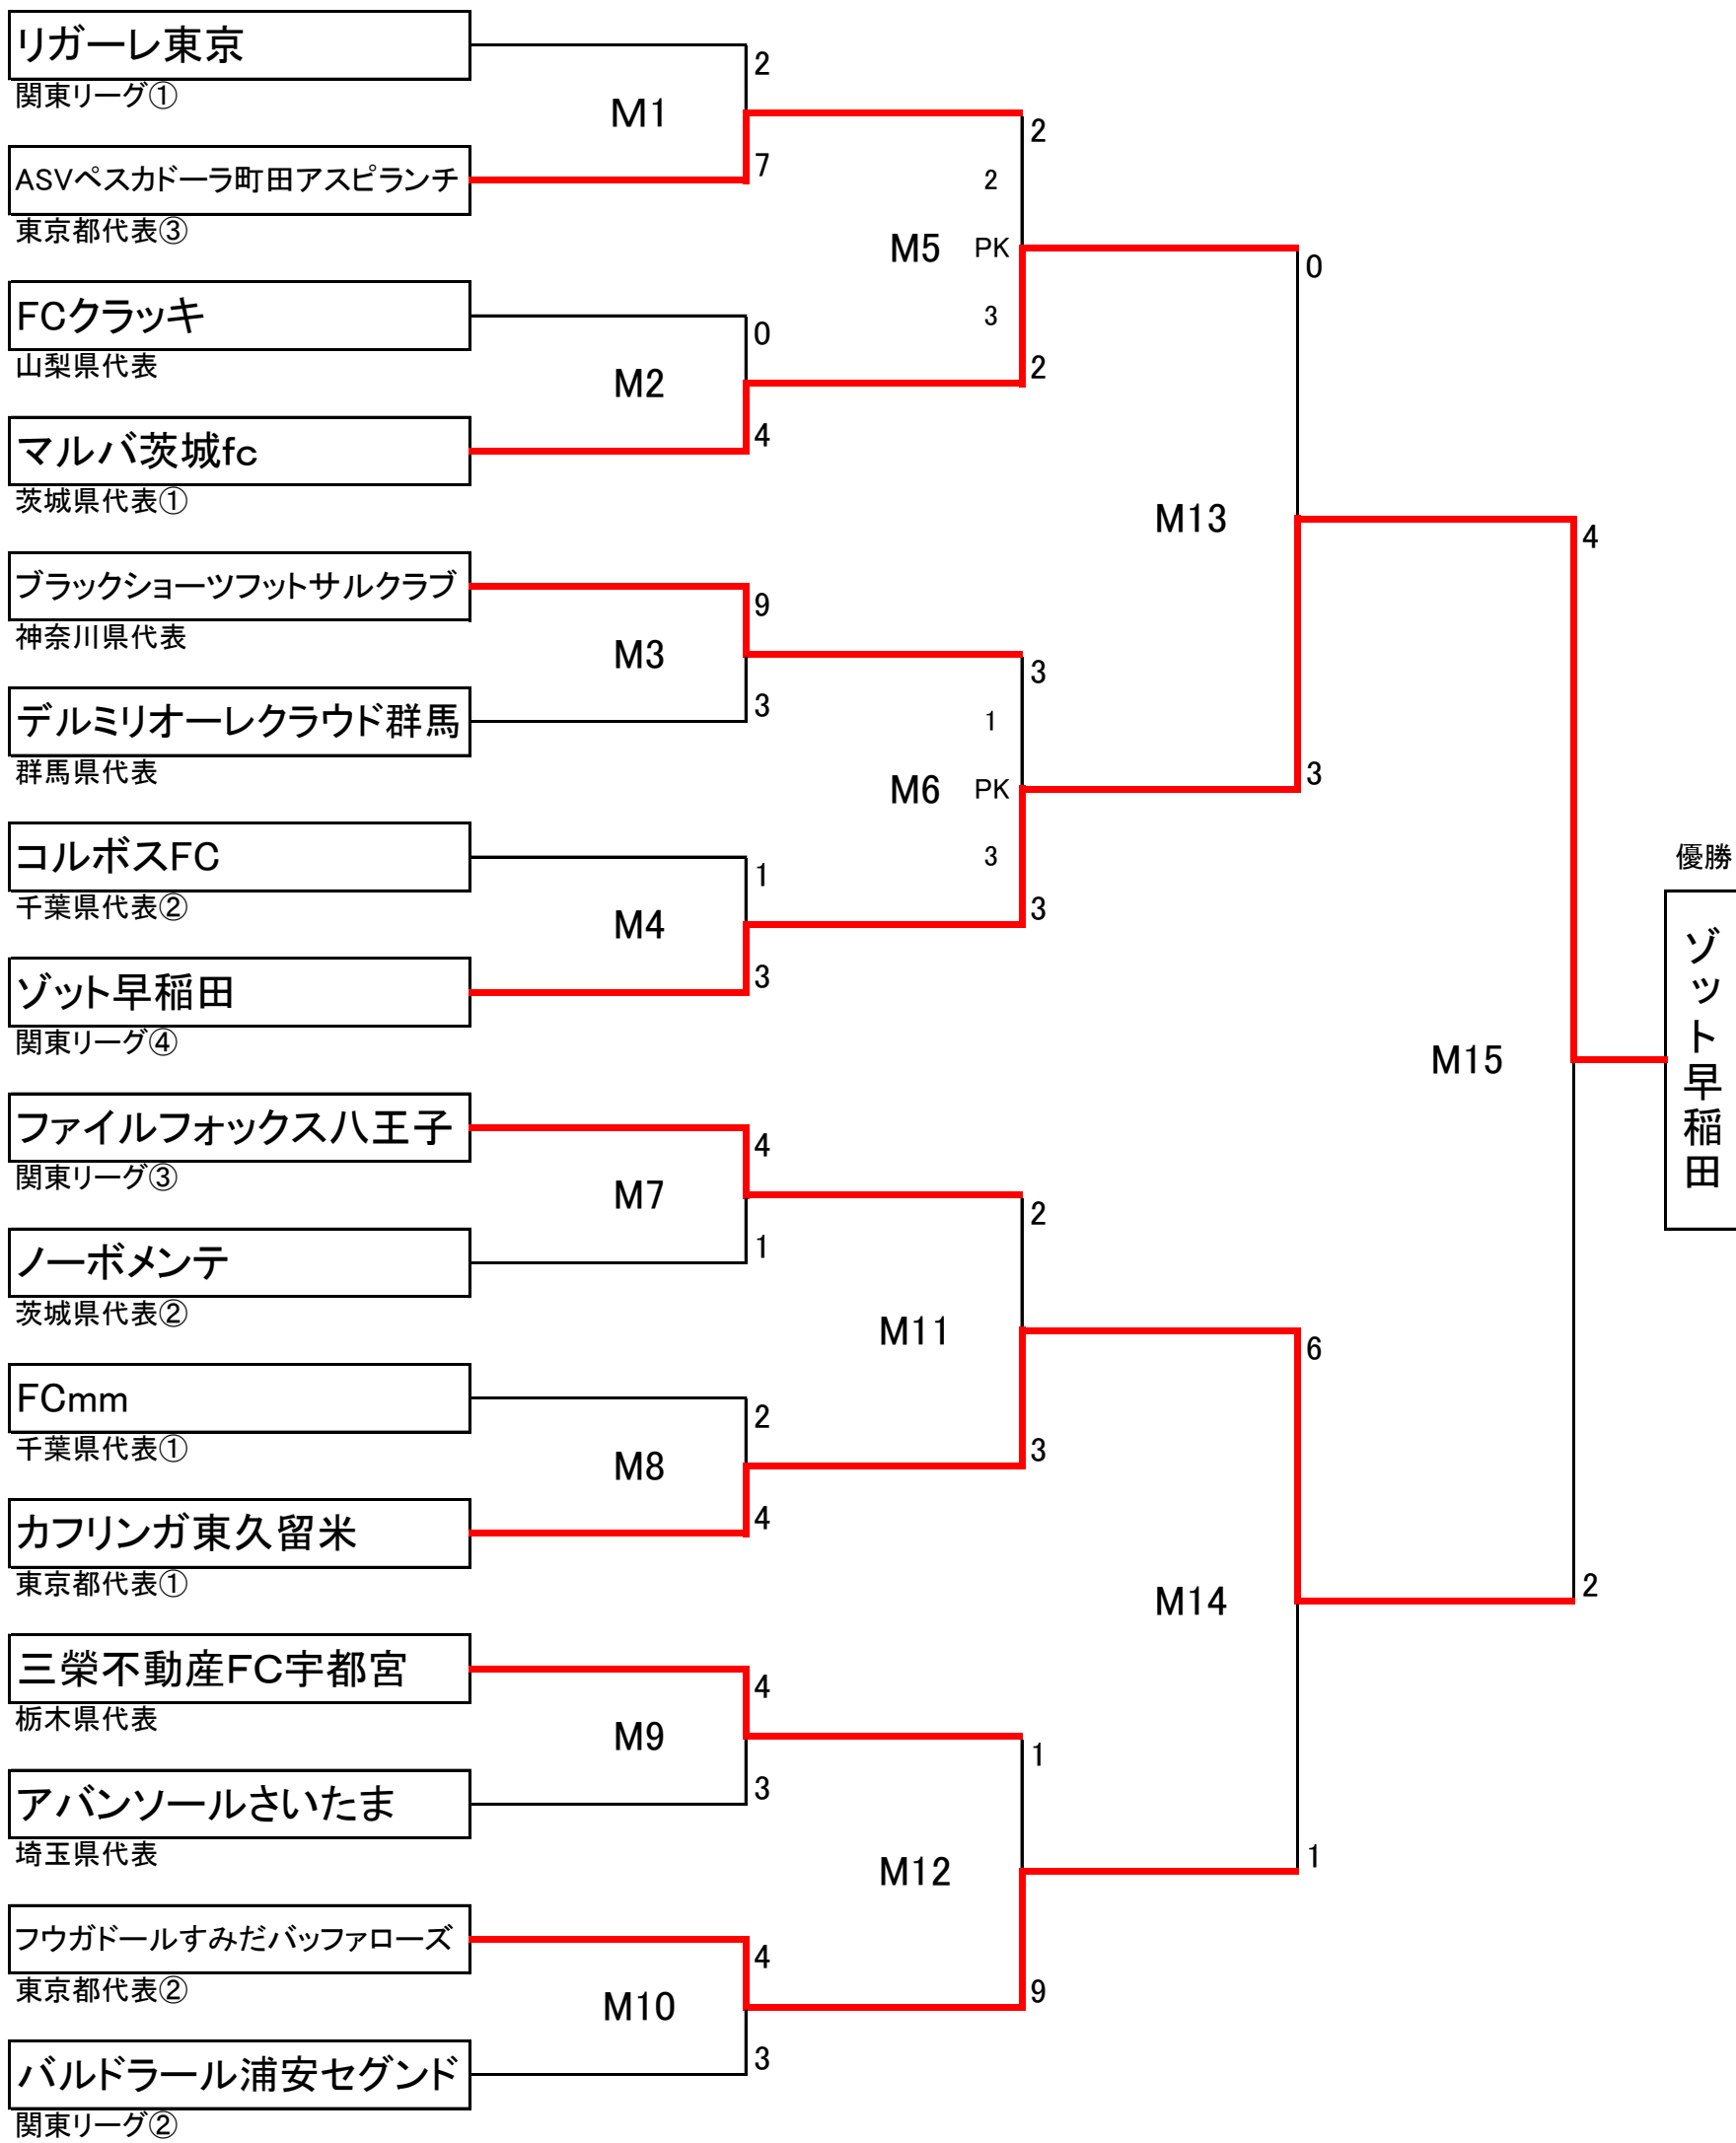 リガーレ東京
関東リーグ①
2
M1
ASVペスカドーラ町田アスピランチ
東京都代表③
7
2
2
M5
PK
3
2
0
FCクラッキ
山梨県代表
0
M2
マルバ茨城fc
茨城県代表①
4
M13
4
ブラックショーツフットサルクラブ
神奈川県代表
9
M3
デルミリオーレクラウド群馬
群馬県代表
3
3
1
M6
PK
3
3
3
コルボスFC
千葉県代表②
1
M4
ゾット早稲田
関東リーグ④
3
優勝
ゾット早稲田
M15
ファイルフォックス八王子
関東リーグ③
4
M7
ノーボメンテ
茨城県代表②
1
2
M11
3
6
FCmm
千葉県代表①
2
M8
カフリンガ東久留米
東京都代表①
4
M14
2
三榮不動産FC宇都宮
栃木県代表
4
M9
アバンソールさいたま
埼玉県代表
3
1
M12
9
1
フウガドールすみだバッファローズ
東京都代表②
4
M10
バルドラール浦安セグンド
関東リーグ②
3